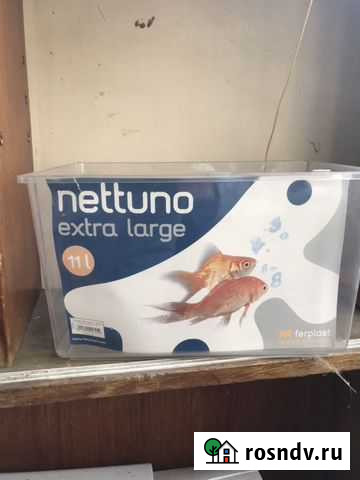 nettuno
extra large
11 l
ferplast
rosndv.ru